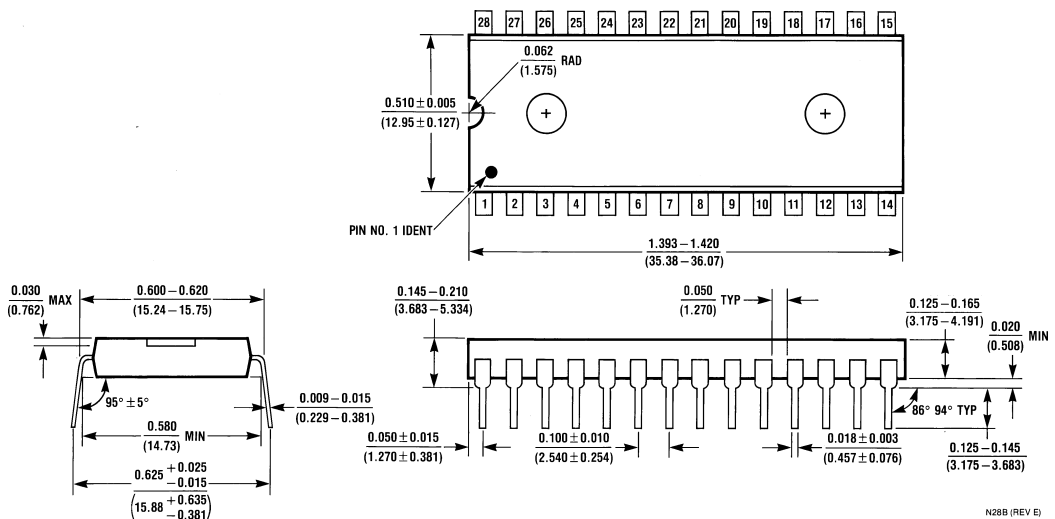 28 27 26 25 24 23 22 21 20 19 18 17 16 15
0.062
(1.575)
RAD
0.510 ± 0.005
(12.95 ± 0.127)
PIN NO. 1 IDENT
1 2 3 4 5 6 7 8 9 10 11 12 13 14
1.393 – 1.420
(35.38 – 36.07)
0.030
(0.762)
MAX
0.600 – 0.620
(15.24 – 15.75)
95° ± 5°
0.009 – 0.015
(0.229 – 0.381)
0.580
(14.73)
MIN
0.625 + 0.025
– 0.015
(15.88 + 0.635
– 0.381)
0.145 – 0.210
(3.683 – 5.334)
0.050
(1.270)
TYP
0.125 – 0.165
(3.175 – 4.191)
0.020
(0.508)
MIN
86° 94° TYP
0.050 ± 0.015
(1.270 ± 0.381)
0.100 ± 0.010
(2.540 ± 0.254)
0.018 ± 0.003
(0.457 ± 0.076)
0.125 – 0.145
(3.175 – 3.683)
N28B (REV E)